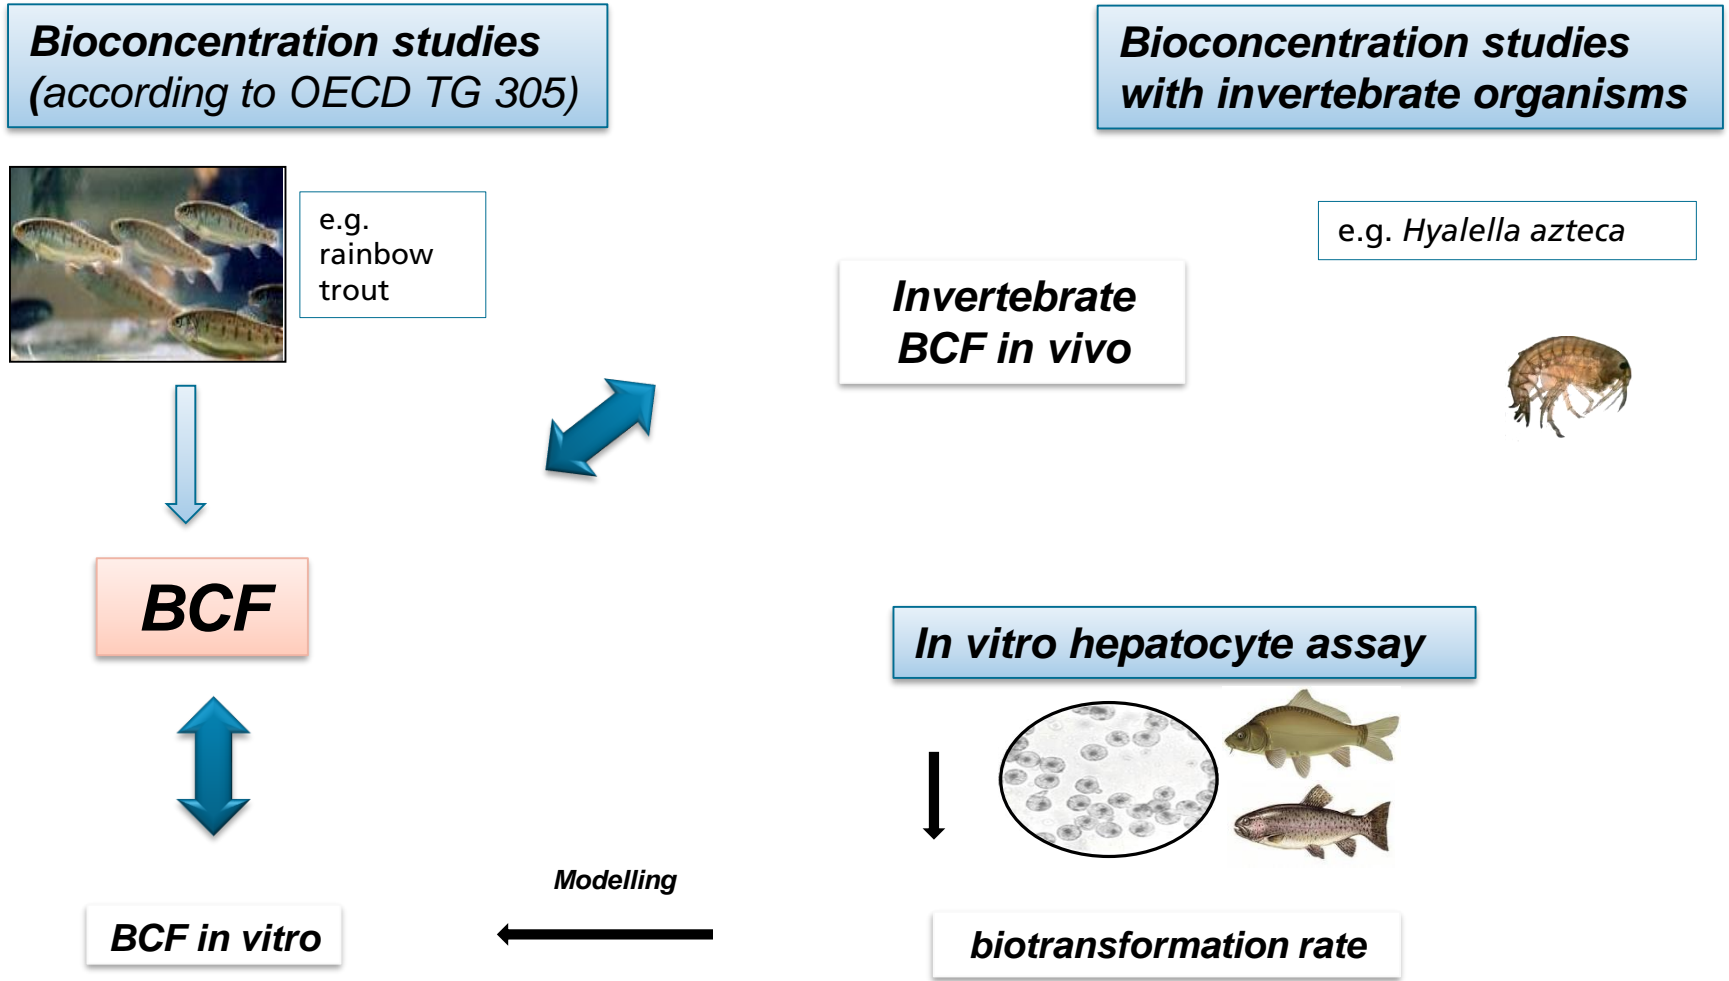 Bioconcentration studies
(according to OECD TG 305)
Bioconcentration studies
with invertebrate organisms
e.g.
rainbow
trout
e.g. Hyalella azteca
Invertebrate
BCF in vivo
BCF
In vitro hepatocyte assay
Modelling
BCF in vitro
biotransformation rate